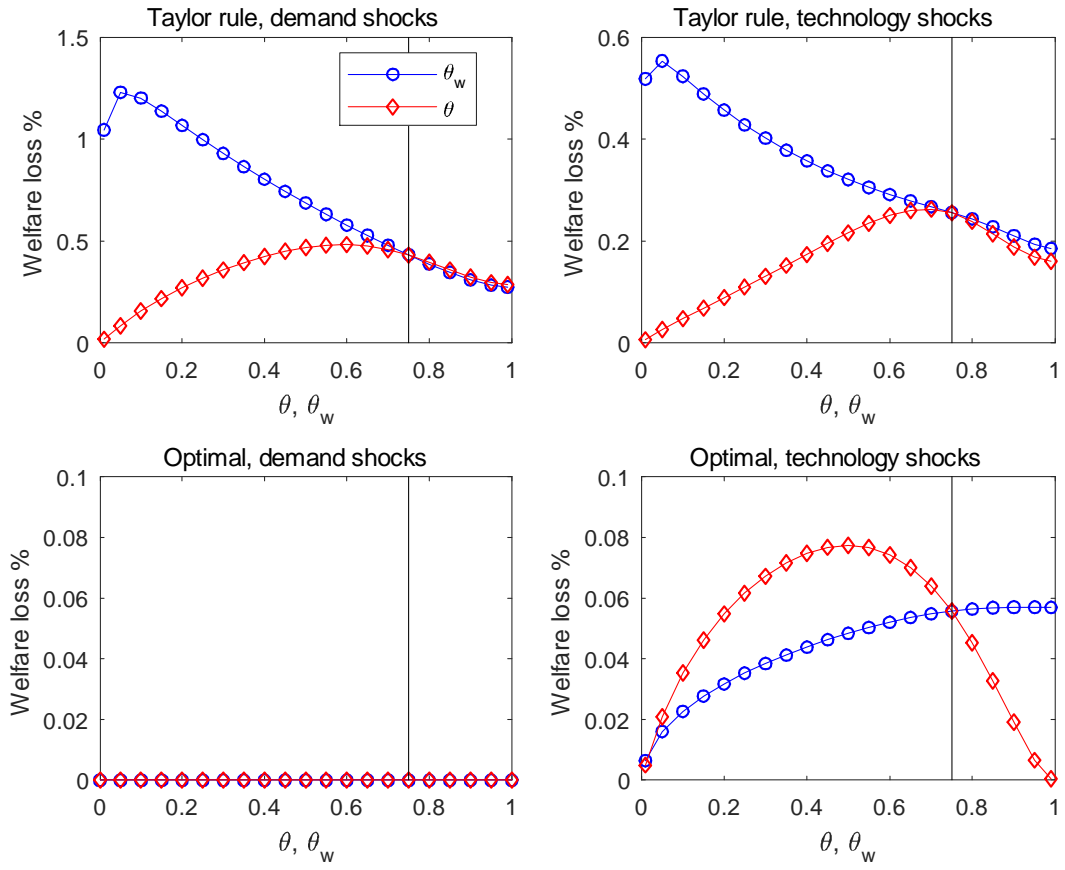 Taylor rule, demand shocks
Welfare loss %
1.5
1
0.5
0
θw
θ
0 0.2 0.4 0.6 0.8 1
θ, θw
Taylor rule, technology shocks
Welfare loss %
0.6
0.4
0.2
0
0 0.2 0.4 0.6 0.8 1
θ, θw
Optimal, demand shocks
Welfare loss %
0.1
0.08
0.06
0.04
0.02
0
0 0.2 0.4 0.6 0.8 1
θ, θw
Optimal, technology shocks
Welfare loss %
0.1
0.08
0.06
0.04
0.02
0
0 0.2 0.4 0.6 0.8 1
θ, θw